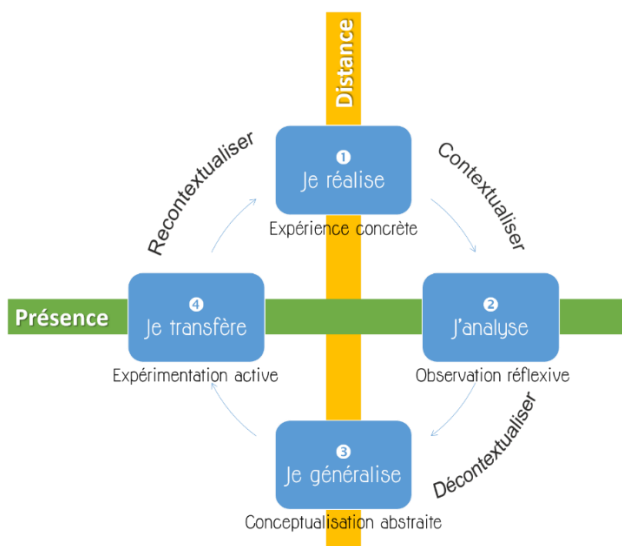 Distance
❶
Je réalise
Expérience concrète
Contextualiser
Recontextualiser
Présence
❹
Je transfère
Expérimentation active
❷
J'analyse
Observation réflexive
Décontextualiser
❸
Je généralise
Conceptualisation abstraite